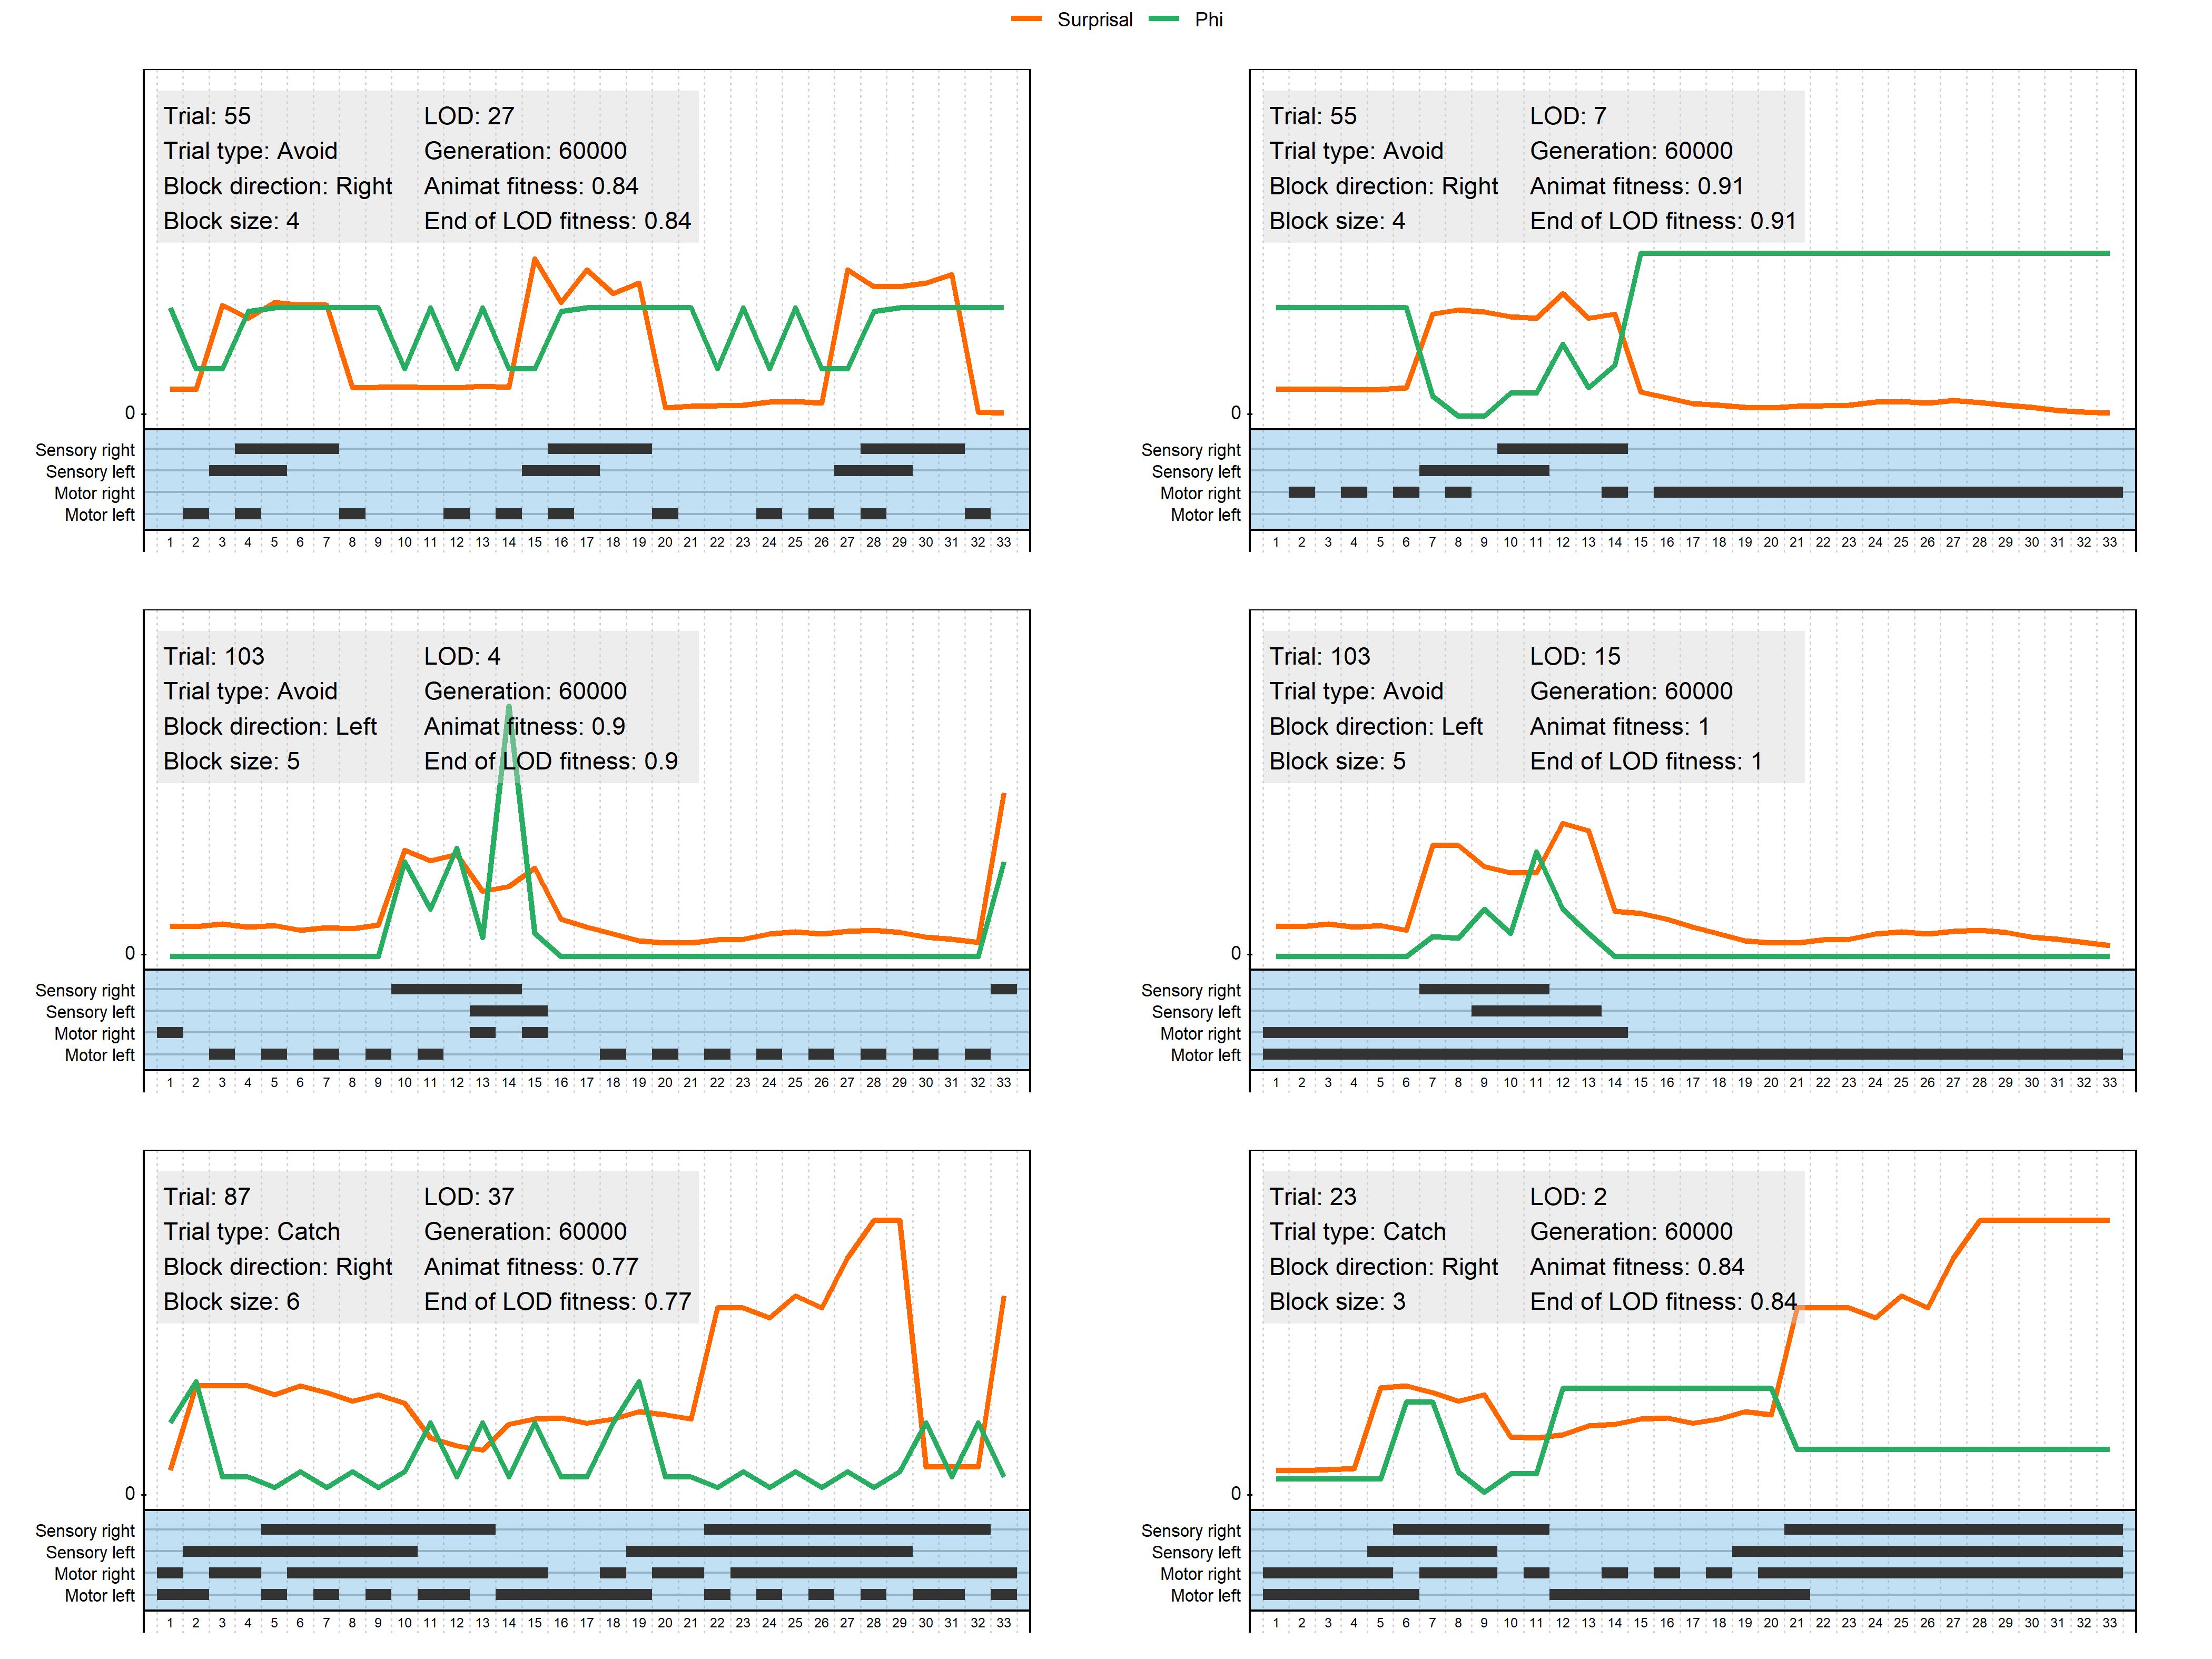 Surprisal Phi
Trial: 55 LOD: 27
Trial type: Avoid Generation: 60000
Block direction: Right Animat fitness: 0.84
Block size: 4 End of LOD fitness: 0.84
0
Sensory right
Sensory left
Motor right
Motor left
1 2 3 4 5 6 7 8 9 10 11 12 13 14 15 16 17 18 19 20 21 22 23 24 25 26 27 28 29 30 31 32 33
Trial: 55 LOD: 7
Trial type: Avoid Generation: 60000
Block direction: Right Animat fitness: 0.91
Block size: 4 End of LOD fitness: 0.91
0
Sensory right
Sensory left
Motor right
Motor left
1 2 3 4 5 6 7 8 9 10 11 12 13 14 15 16 17 18 19 20 21 22 23 24 25 26 27 28 29 30 31 32 33
Trial: 103 LOD: 4
Trial type: Avoid Generation: 60000
Block direction: Left Animat fitness: 0.9
Block size: 5 End of LOD fitness: 0.9
0
Sensory right
Sensory left
Motor right
Motor left
1 2 3 4 5 6 7 8 9 10 11 12 13 14 15 16 17 18 19 20 21 22 23 24 25 26 27 28 29 30 31 32 33
Trial: 103 LOD: 15
Trial type: Avoid Generation: 60000
Block direction: Left Animat fitness: 1
Block size: 5 End of LOD fitness: 1
0
Sensory right
Sensory left
Motor right
Motor left
1 2 3 4 5 6 7 8 9 10 11 12 13 14 15 16 17 18 19 20 21 22 23 24 25 26 27 28 29 30 31 32 33
Trial: 87 LOD: 37
Trial type: Catch Generation: 60000
Block direction: Right Animat fitness: 0.77
Block size: 6 End of LOD fitness: 0.77
0
Sensory right
Sensory left
Motor right
Motor left
1 2 3 4 5 6 7 8 9 10 11 12 13 14 15 16 17 18 19 20 21 22 23 24 25 26 27 28 29 30 31 32 33
Trial: 23 LOD: 2
Trial type: Catch Generation: 60000
Block direction: Right Animat fitness: 0.84
Block size: 3 End of LOD fitness: 0.84
0
Sensory right
Sensory left
Motor right
Motor left
1 2 3 4 5 6 7 8 9 10 11 12 13 14 15 16 17 18 19 20 21 22 23 24 25 26 27 28 29 30 31 32 33